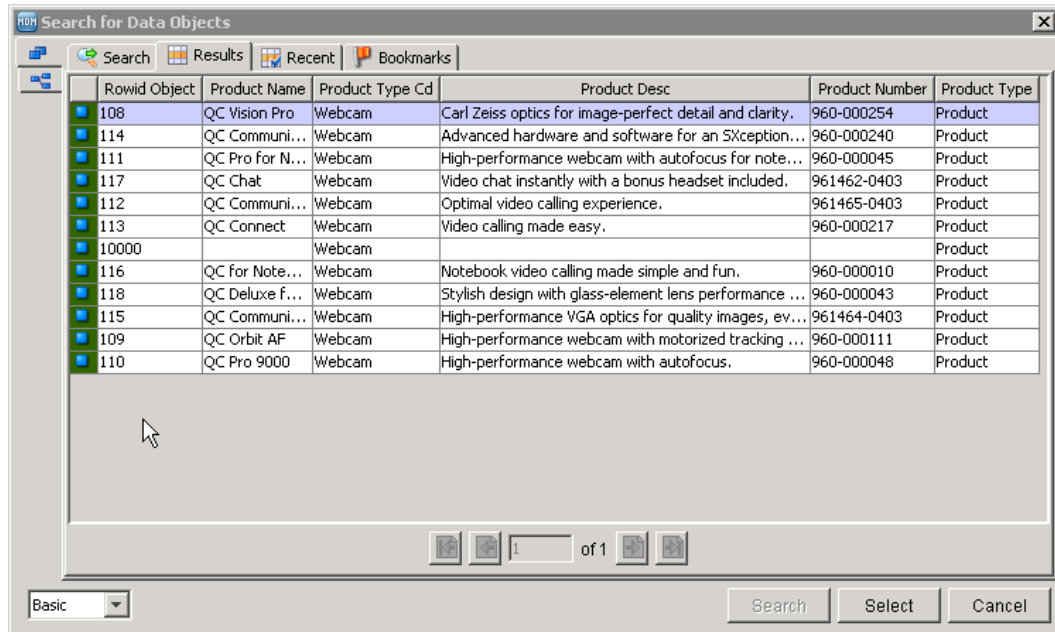 MDM Search for Data Objects
Search Results Recent Bookmarks
Rowid Object Product Name Product Type Cd Product Desc Product Number Product Type
108 QC Vision Pro Webcam Carl Zeiss optics for image-perfect detail and clarity. 960-000254 Product
114 QC Communi... Webcam Advanced hardware and software for an SXception... 960-000240 Product
111 QC Pro for N... Webcam High-performance webcam with autofocus for note... 960-000045 Product
117 QC Chat Webcam Video chat instantly with a bonus headset included. 961462-0403 Product
112 QC Communi... Webcam Optimal video calling experience. 961465-0403 Product
113 QC Connect Webcam Video calling made easy. 960-000217 Product
10000 Webcam Product
116 QC for Note... Webcam Notebook video calling made simple and fun. 960-000010 Product
118 QC Deluxe f... Webcam Stylish design with glass-element lens performance ... 960-000043 Product
115 QC Communi... Webcam High-performance VGA optics for quality images, ev... 961464-0403 Product
109 QC Orbit AF Webcam High-performance webcam with motorized tracking ... 960-000111 Product
110 QC Pro 9000 Webcam High-performance webcam with autofocus. 960-000048 Product
1 of 1
Basic Search Select Cancel